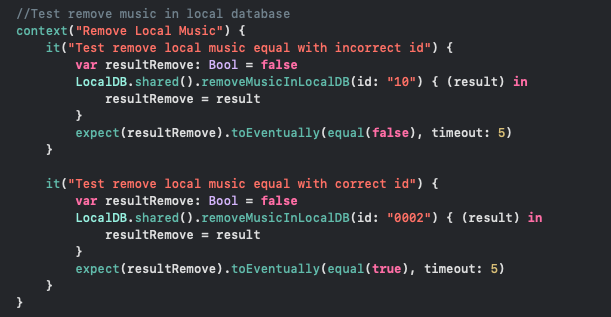 //Test remove music in local database
context("Remove Local Music") {
    it("Test remove local music equal with incorrect id") {
        var resultRemove: Bool = false
        LocalDB.shared().removeMusicInLocalDB(id: "10") { (result) in
            resultRemove = result
        }
        expect(resultRemove).toEventually(equal(false), timeout: 5)
    }

    it("Test remove local music equal with correct id") {
        var resultRemove: Bool = false
        LocalDB.shared().removeMusicInLocalDB(id: "0002") { (result) in
            resultRemove = result
        }
        expect(resultRemove).toEventually(equal(true), timeout: 5)
    }
}